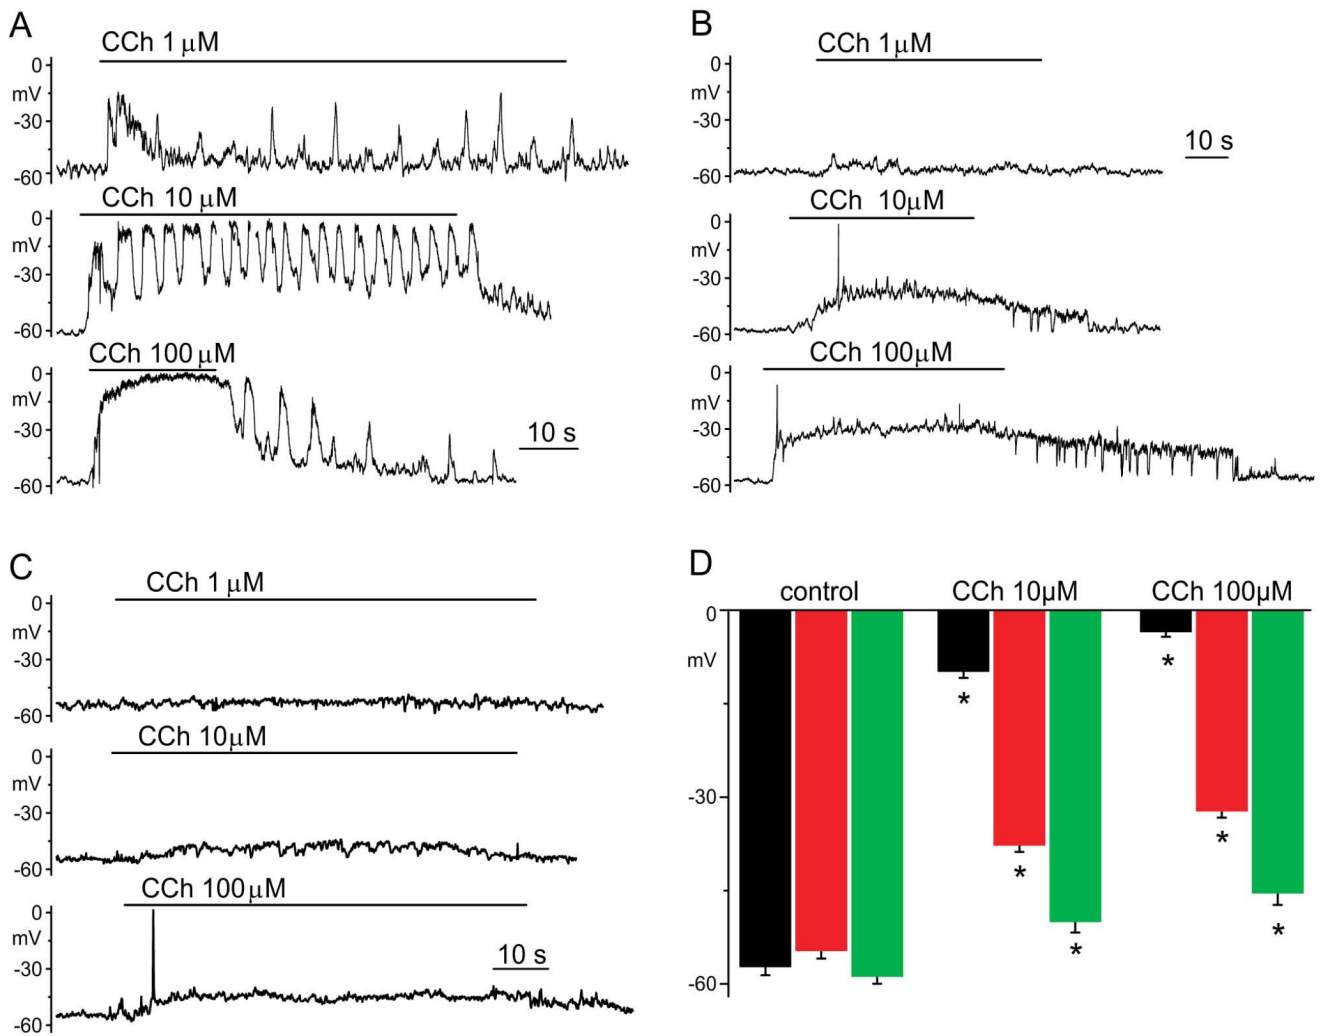 A
CCh 1 μM
0
mV
-30
-60
CCh 10 μM
0
mV
-30
-60
CCh 100 μM
0
mV
-30
-60
10 s
B
CCh 1μM
0
mV
-30
-60
10 s
CCh 10μM
0
mV
-30
-60
CCh 100μM
0
mV
-30
-60
C
CCh 1 μM
0
mV
-30
-60
CCh 10μM
0
mV
-30
-60
CCh 100 μM
0
mV
-30
-60
10 s
D
control CCh 10μM CCh 100μM
0
mV
-30
-60
* * * * * *